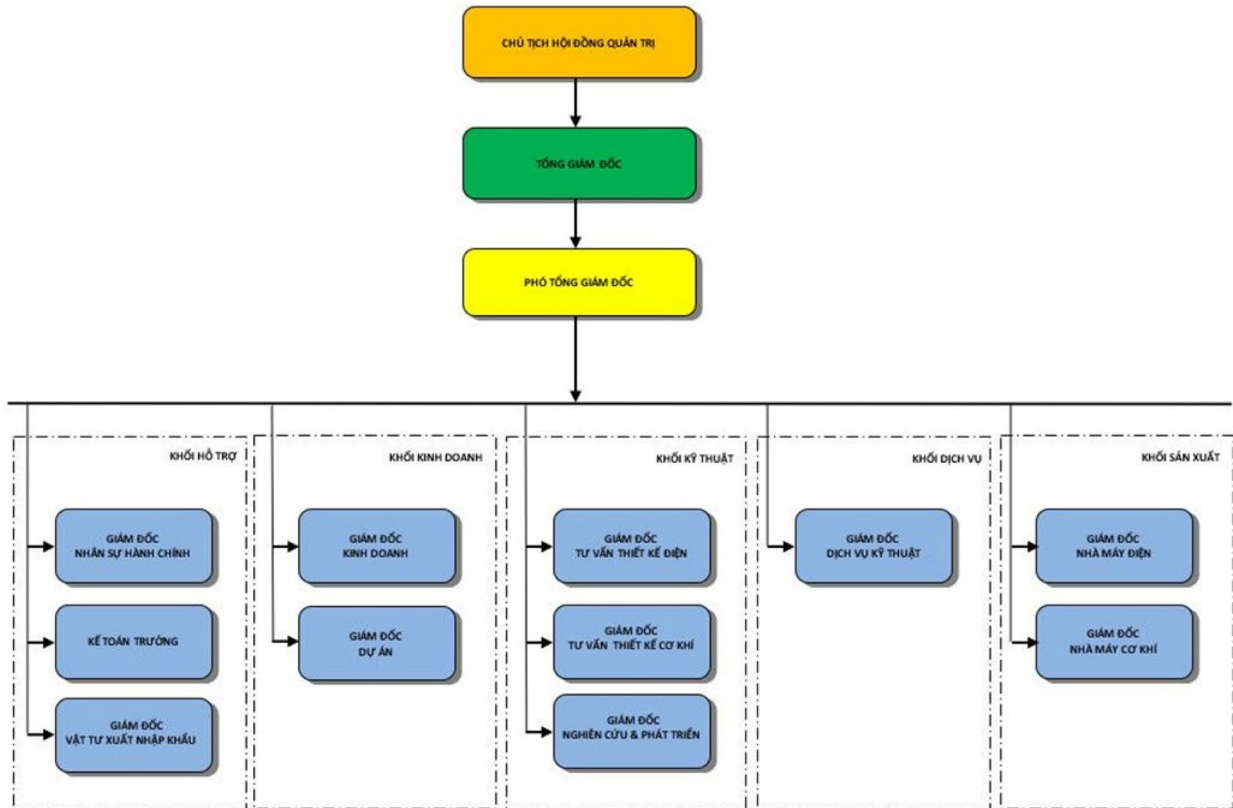 CHỦ TỊCH HỘI ĐỒNG QUẢN TRỊ
TỔNG GIÁM ĐỐC
PHÓ TỔNG GIÁM ĐỐC
KHỐI HỖ TRỢ
GIÁM ĐỐC
NHÂN SỰ HÀNH CHÍNH
KẾ TOÁN TRƯỞNG
GIÁM ĐỐC
VẬT TƯ XUẤT NHẬP KHẨU
KHỐI KINH DOANH
GIÁM ĐỐC
KINH DOANH
GIÁM ĐỐC
DỰ ÁN
KHỐI KỸ THUẬT
GIÁM ĐỐC
TƯ VẤN THIẾT KẾ ĐIỆN
GIÁM ĐỐC
TƯ VẤN THIẾT KẾ CƠ KHÍ
GIÁM ĐỐC
NGHIÊN CỨU & PHÁT TRIỂN
KHỐI DỊCH VỤ
GIÁM ĐỐC
DỊCH VỤ KỸ THUẬT
KHỐI SẢN XUẤT
GIÁM ĐỐC
NHÀ MÁY ĐIỆN
GIÁM ĐỐC
NHÀ MÁY CƠ KHÍ